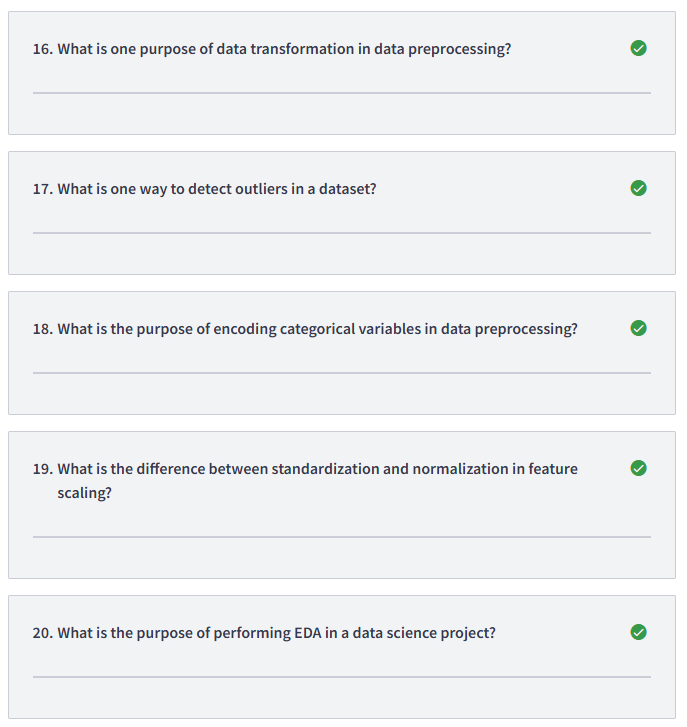 16. What is one purpose of data transformation in data preprocessing?
17. What is one way to detect outliers in a dataset?
18. What is the purpose of encoding categorical variables in data preprocessing?
19. What is the difference between standardization and normalization in feature
scaling?
20. What is the purpose of performing EDA in a data science project?